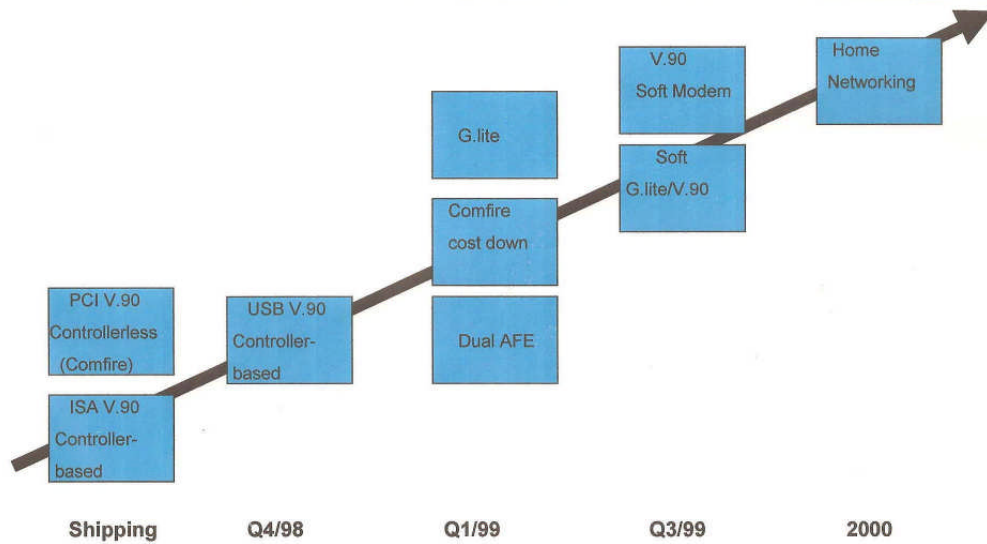 V.90
Soft Modem
Home
Networking
G.lite
Soft
G.lite/V.90
Comfire
cost down
PCI V.90
Controllerless
(Comfire)
USB V.90
Controller-
based
Dual AFE
ISA V.90
Controller-
based
Shipping
Q4/98
Q1/99
Q3/99
2000